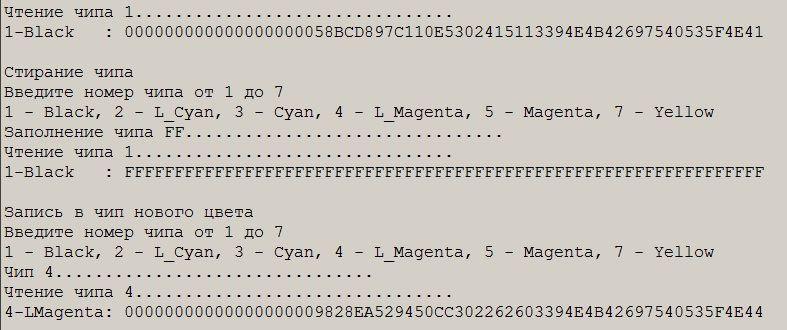 Чтение чипа 1................................
1-Black   : 0000000000000000000058BCD897C110E5302415113394E4B42697540535F4E41
Стирание чипа
Введите номер чипа от 1 до 7
1 - Black, 2 - L_Cyan, 3 - Cyan, 4 - L_Magenta, 5 - Magenta, 7 - Yellow
Заполнение чипа FF................................
Чтение чипа 1................................
1-Black   : FFFFFFFFFFFFFFFFFFFFFFFFFFFFFFFFFFFFFFFFFFFFFFFFFFFFFFFFFFFFFFFF
Запись в чип нового цвета
Введите номер чипа от 1 до 7
1 - Black, 2 - L_Cyan, 3 - Cyan, 4 - L_Magenta, 5 - Magenta, 7 - Yellow
Чип 4................................
Чтение чипа 4................................
4-LMagenta: 00000000000000000009828EA529450CC302262603394E4B42697540535F4E44